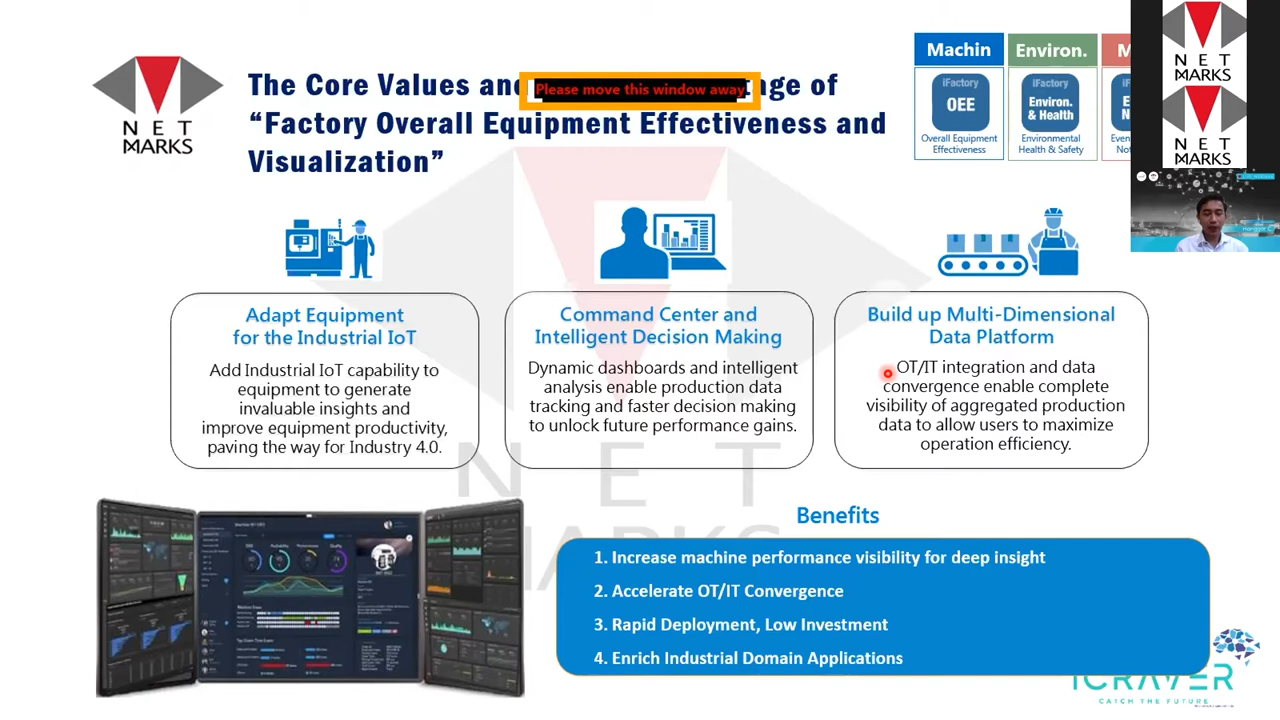 NET
MARKS
The Core Values and
Please move this window away
age of
“Factory Overall Equipment Effectiveness and
Visualization”
Machin
iFactory
OEE
Overall Equipment
Effectiveness
Environ.
iFactory
Environ.
& Health
Environmental
Health & Safety
NET
MARKS
NET
MARKS
Adapt Equipment
for the Industrial IoT
Add Industrial IoT capability to
equipment to generate
invaluable insights and
improve equipment productivity,
paving the way for Industry 4.0.
Command Center and
Intelligent Decision Making
Dynamic dashboards and intelligent
analysis enable production data
tracking and faster decision making
to unlock future performance gains.
Build up Multi-Dimensional
Data Platform
OT/IT integration and data
convergence enable complete
visibility of aggregated production
data to allow users to maximize
operation efficiency.
NET
MARKS
Benefits
1. Increase machine performance visibility for deep insight
2. Accelerate OT/IT Convergence
3. Rapid Deployment, Low Investment
4. Enrich Industrial Domain Applications
ICRAVER
CATCH THE FUTURE